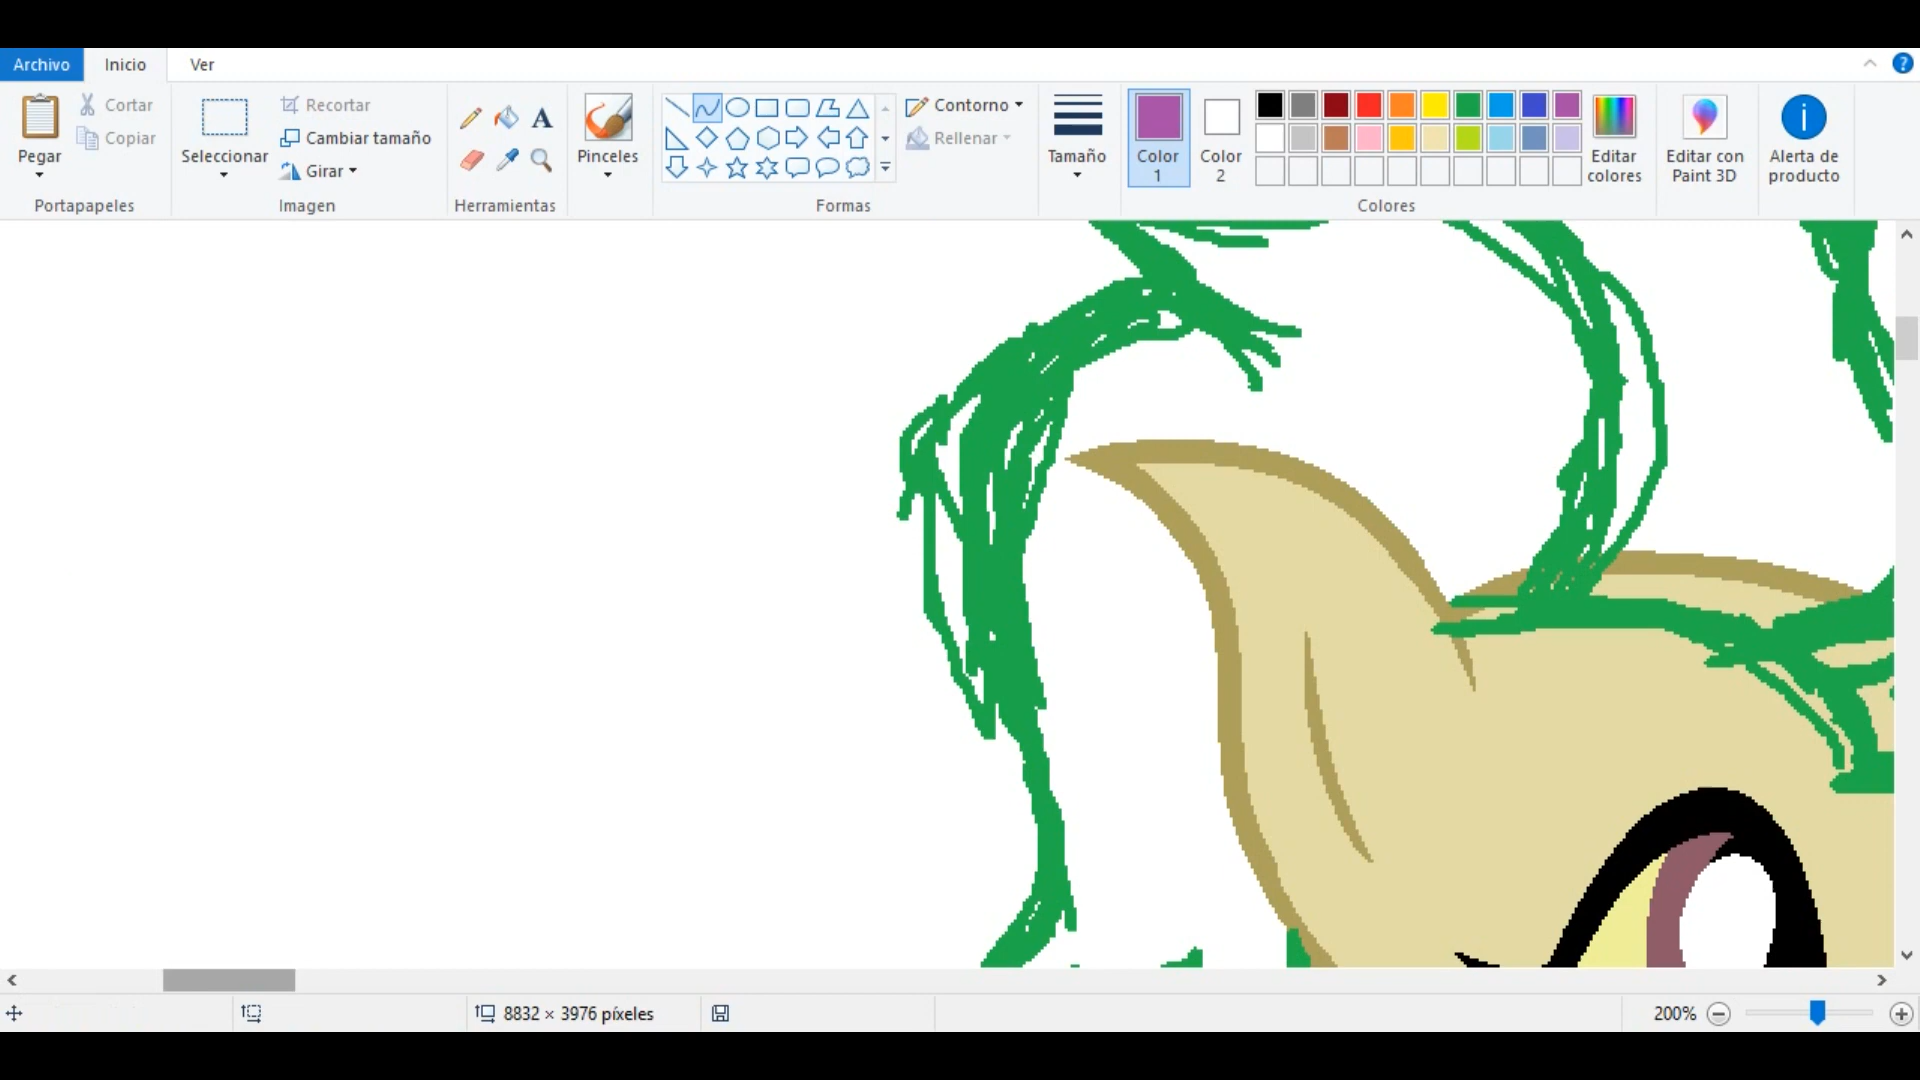 Archivo Inicio Ver
Pegar
Cortar
Copiar
Portapapeles
Seleccionar
Recortar
Cambiar tamaño
Girar
Imagen
A
Herramientas
Pinceles
Contorno
Rellenar
Formas
Tamaño
Color
1
Color
2
Editar
colores
Colores
Editar con
Paint 3D
Alerta de
producto
8832 × 3976 píxeles
200%